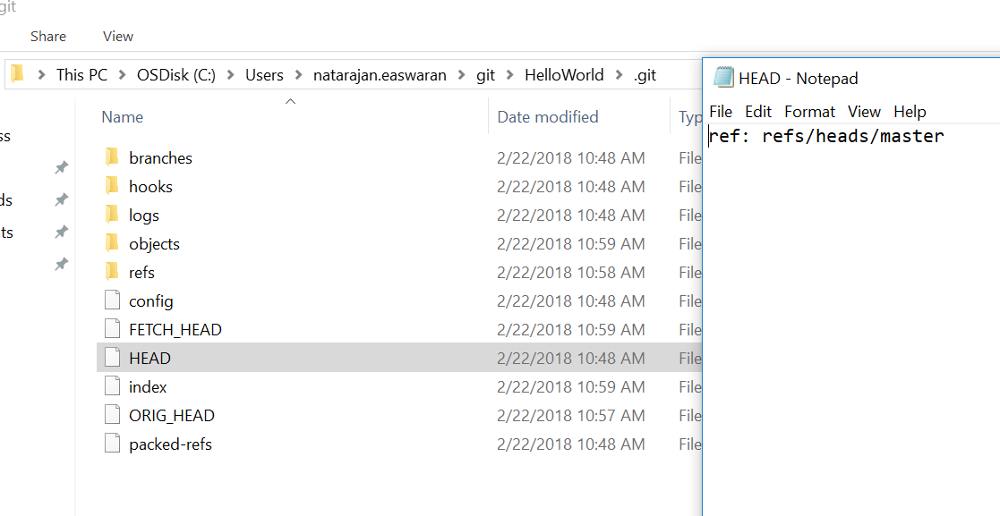 git
Share View
This PC OSDisk (C:) Users natarajan.easwaran git HelloWorld .git
HEAD - Notepad
File Edit Format View Help
ref: refs/heads/master
Name Date modified Typ
ss
branches 2/22/2018 10:48 AM File
hooks 2/22/2018 10:48 AM File
ds
logs 2/22/2018 10:48 AM File
ts
objects 2/22/2018 10:59 AM File
refs 2/22/2018 10:58 AM File
config 2/22/2018 10:48 AM File
FETCH_HEAD 2/22/2018 10:59 AM File
HEAD 2/22/2018 10:48 AM File
index 2/22/2018 10:59 AM File
ORIG_HEAD 2/22/2018 10:57 AM File
packed-refs 2/22/2018 10:48 AM File